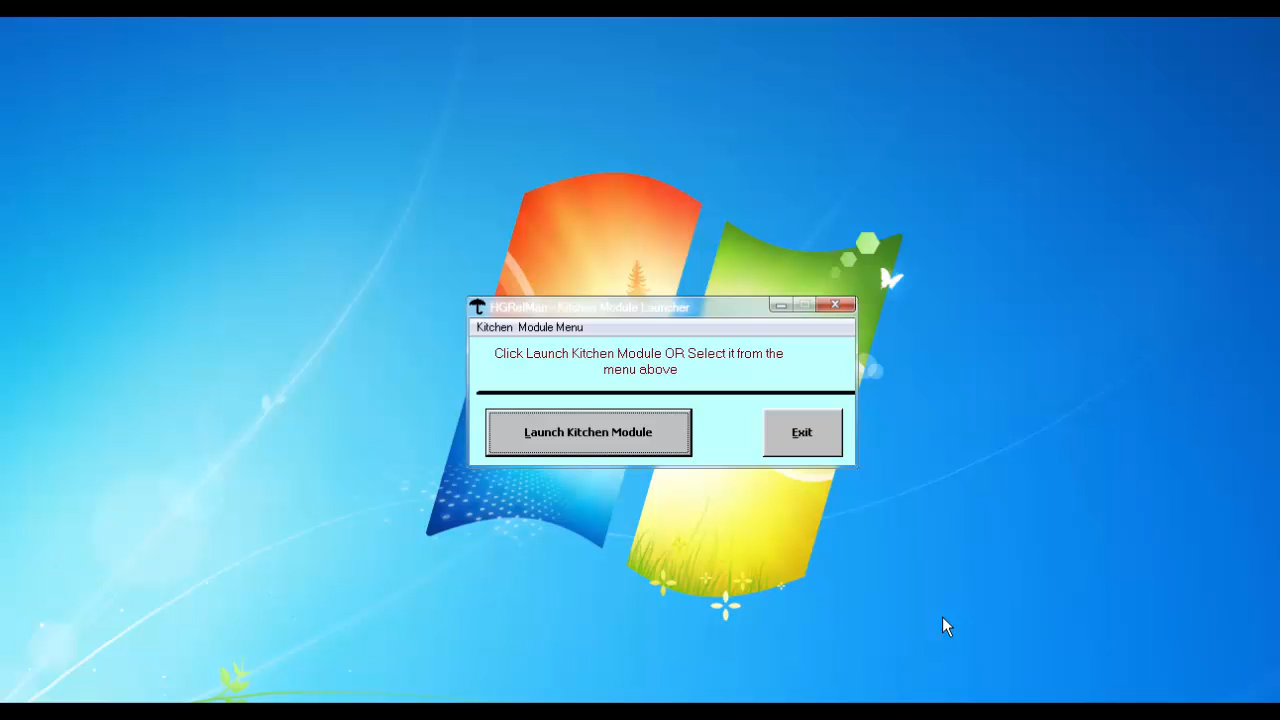 HGRelMan - Kitchen Module Launcher
Kitchen Module Menu
Click Launch Kitchen Module OR Select it from the
menu above
Launch Kitchen Module
Exit